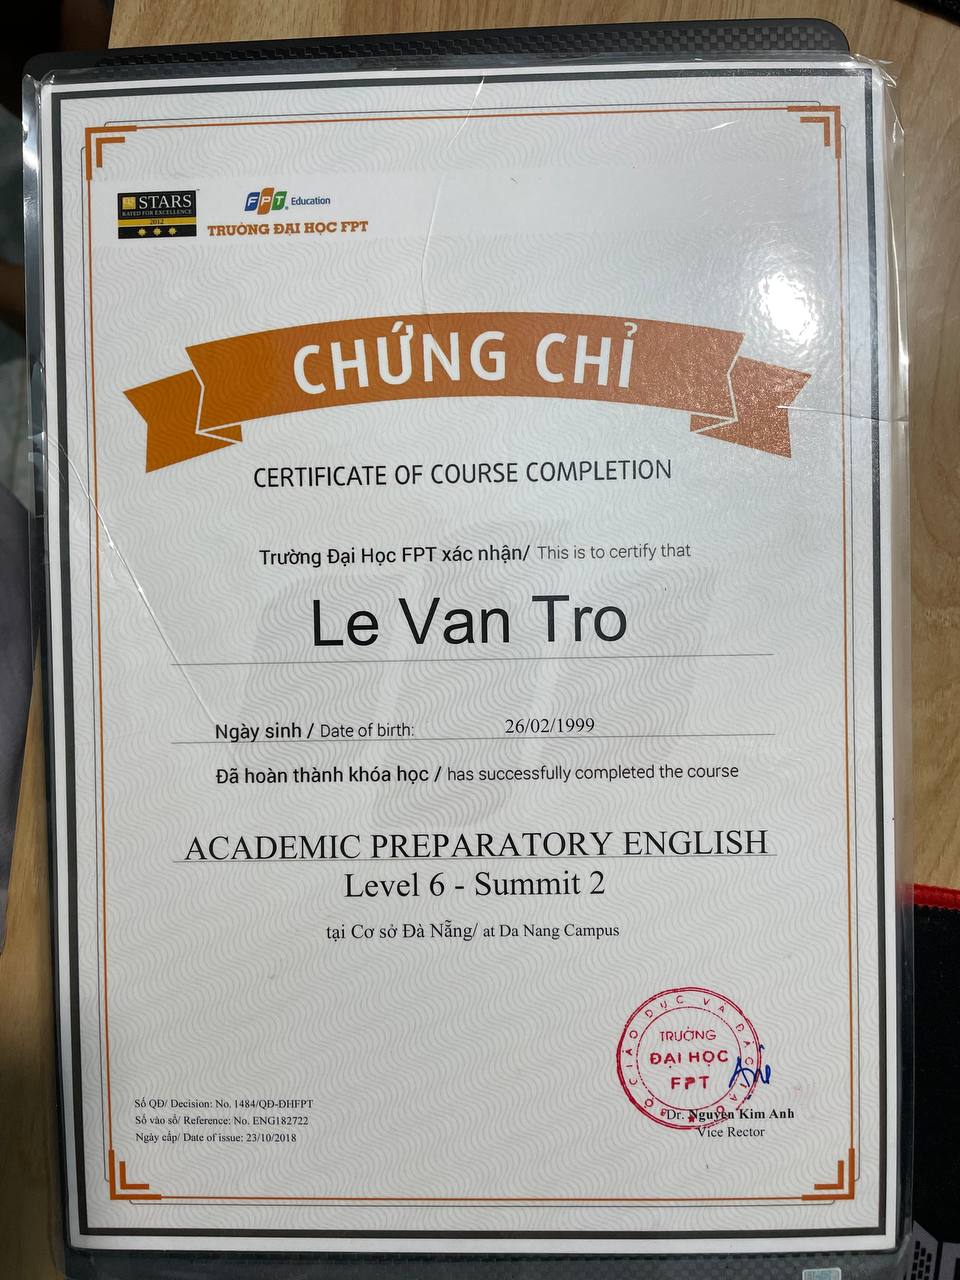 QS STARS
RATED FOR EXCELLENCE
2012
FPT Education
TRƯỜNG ĐẠI HỌC FPT
CHỨNG CHỈ
CERTIFICATE OF COURSE COMPLETION
Trường Đại Học FPT xác nhận/ This is to certify that
Le Van Tro
Ngày sinh / Date of birth: 26/02/1999
Đã hoàn thành khóa học / has successfully completed the course
ACADEMIC PREPARATORY ENGLISH
Level 6 - Summit 2
tại Cơ sở Đà Nẵng/ at Da Nang Campus
BỘ GIÁO DỤC VÀ ĐÀO TẠO
TRƯỜNG
ĐẠI HỌC
FPT
Số QĐ/ Decision: No. 1484/QĐ-ĐHFPT
Số vào sổ/ Reference: No. ENG182722
Ngày cấp/ Date of issue: 23/10/2018
Dr. Nguyen Kim Anh
Vice Rector